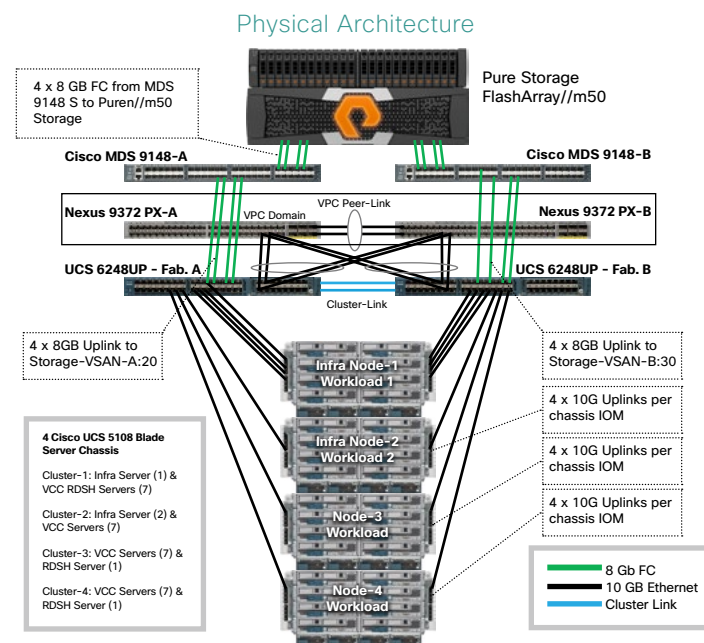 Physical Architecture
4 x 8 GB FC from MDS
9148 S to Puren//m50
Storage
Pure Storage
FlashArray//m50
Cisco MDS 9148-A
Cisco MDS 9148-B
VPC Peer-Link
Nexus 9372 PX-A
VPC Domain
Nexus 9372 PX-B
UCS 6248UP - Fab. A
UCS 6248UP - Fab. B
Cluster-Link
4 x 8GB Uplink to
Storage-VSAN-A:20
4 x 8GB Uplink to
Storage-VSAN-B:30
Infra Node-1
Workload 1
4 x 10G Uplinks per
chassis IOM
Infra Node-2
Workload 2
4 x 10G Uplinks per
chassis IOM
Node-3
Workload
4 x 10G Uplinks per
chassis IOM
Node-4
Workload
4 Cisco UCS 5108 Blade
Server Chassis
Cluster-1: Infra Server (1) &
VCC RDSH Servers (7)
Cluster-2: Infra Server (2) &
VCC Servers (7)
Cluster-3: VCC Servers (7) &
RDSH Server (1)
Cluster-4: VCC Servers (7) &
RDSH Server (1)
8 Gb FC
10 GB Ethernet
Cluster Link